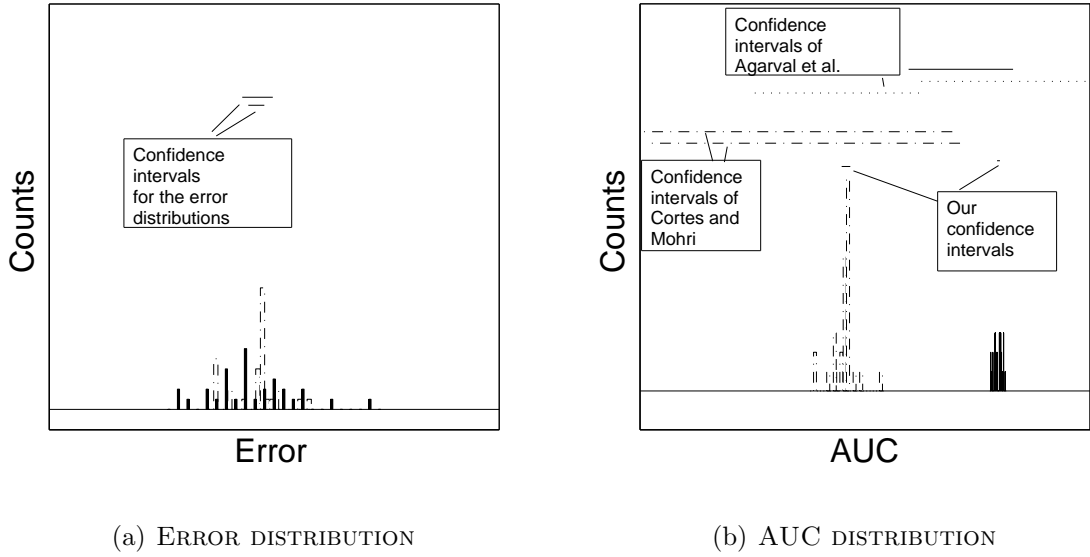 Confidence
intervals
for the error
distributions
Counts
Error
(a) Error distribution
Confidence
intervals of
Agarval et al.
Confidence
intervals of
Cortes and
Mohri
Our
confidence
intervals
Counts
AUC
(b) AUC distribution